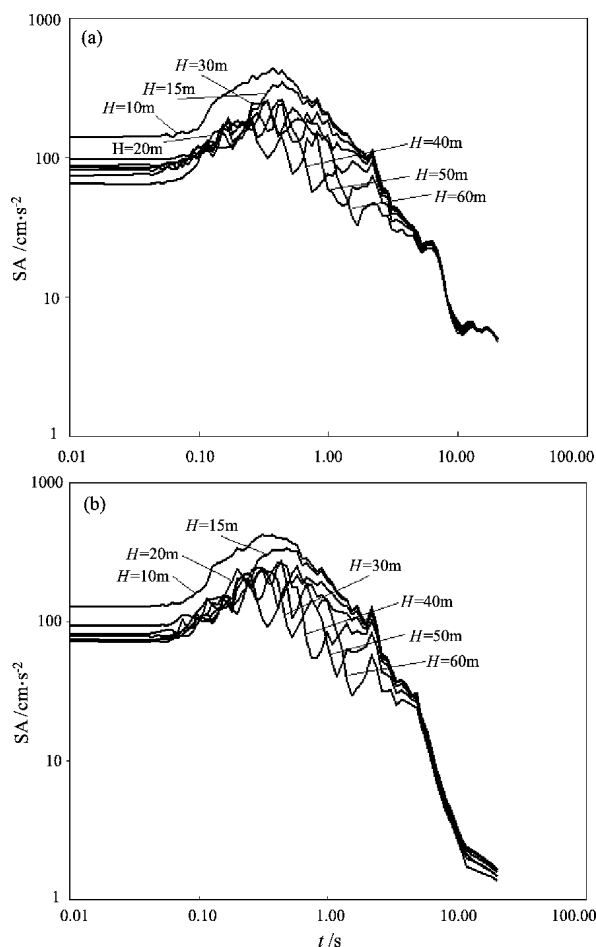 1000
(a)
H=30m
H=15m
H=10m
H=20m
H=40m
H=50m
H=60m
100
SA /cm·s-2
10
1
0.01 0.10 1.00 10.00 100.00
1000
(b)
H=15m
H=20m
H=10m
H=30m
H=40m
H=50m
H=60m
100
SA /cm·s-2
10
1
0.01 0.10 1.00 10.00 100.00
t /s